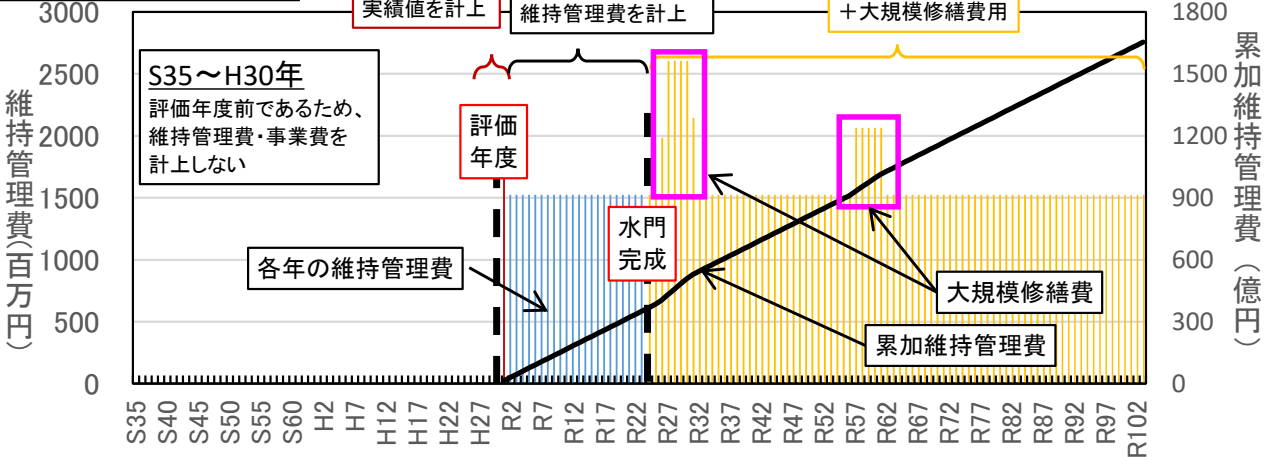 実績値を計上
維持管理費を計上
+大規模修繕費用
3000
2500
2000
1500
1000
500
0
維持管理費(百万円)
1800
1500
1200
900
600
300
0
累加維持管理費(億円)
S35～H30年
評価年度前であるため、
維持管理費・事業費を
計上しない
評価
年度
水門
完成
各年の維持管理費
大規模修繕費
累加維持管理費
S35 S40 S45 S50 S55 S60 H2 H7 H12 H17 H22 H27 R2 R7 R12 R17 R22 R27 R32 R37 R42 R47 R52 R57 R62 R67 R72 R77 R82 R87 R92 R97 R102